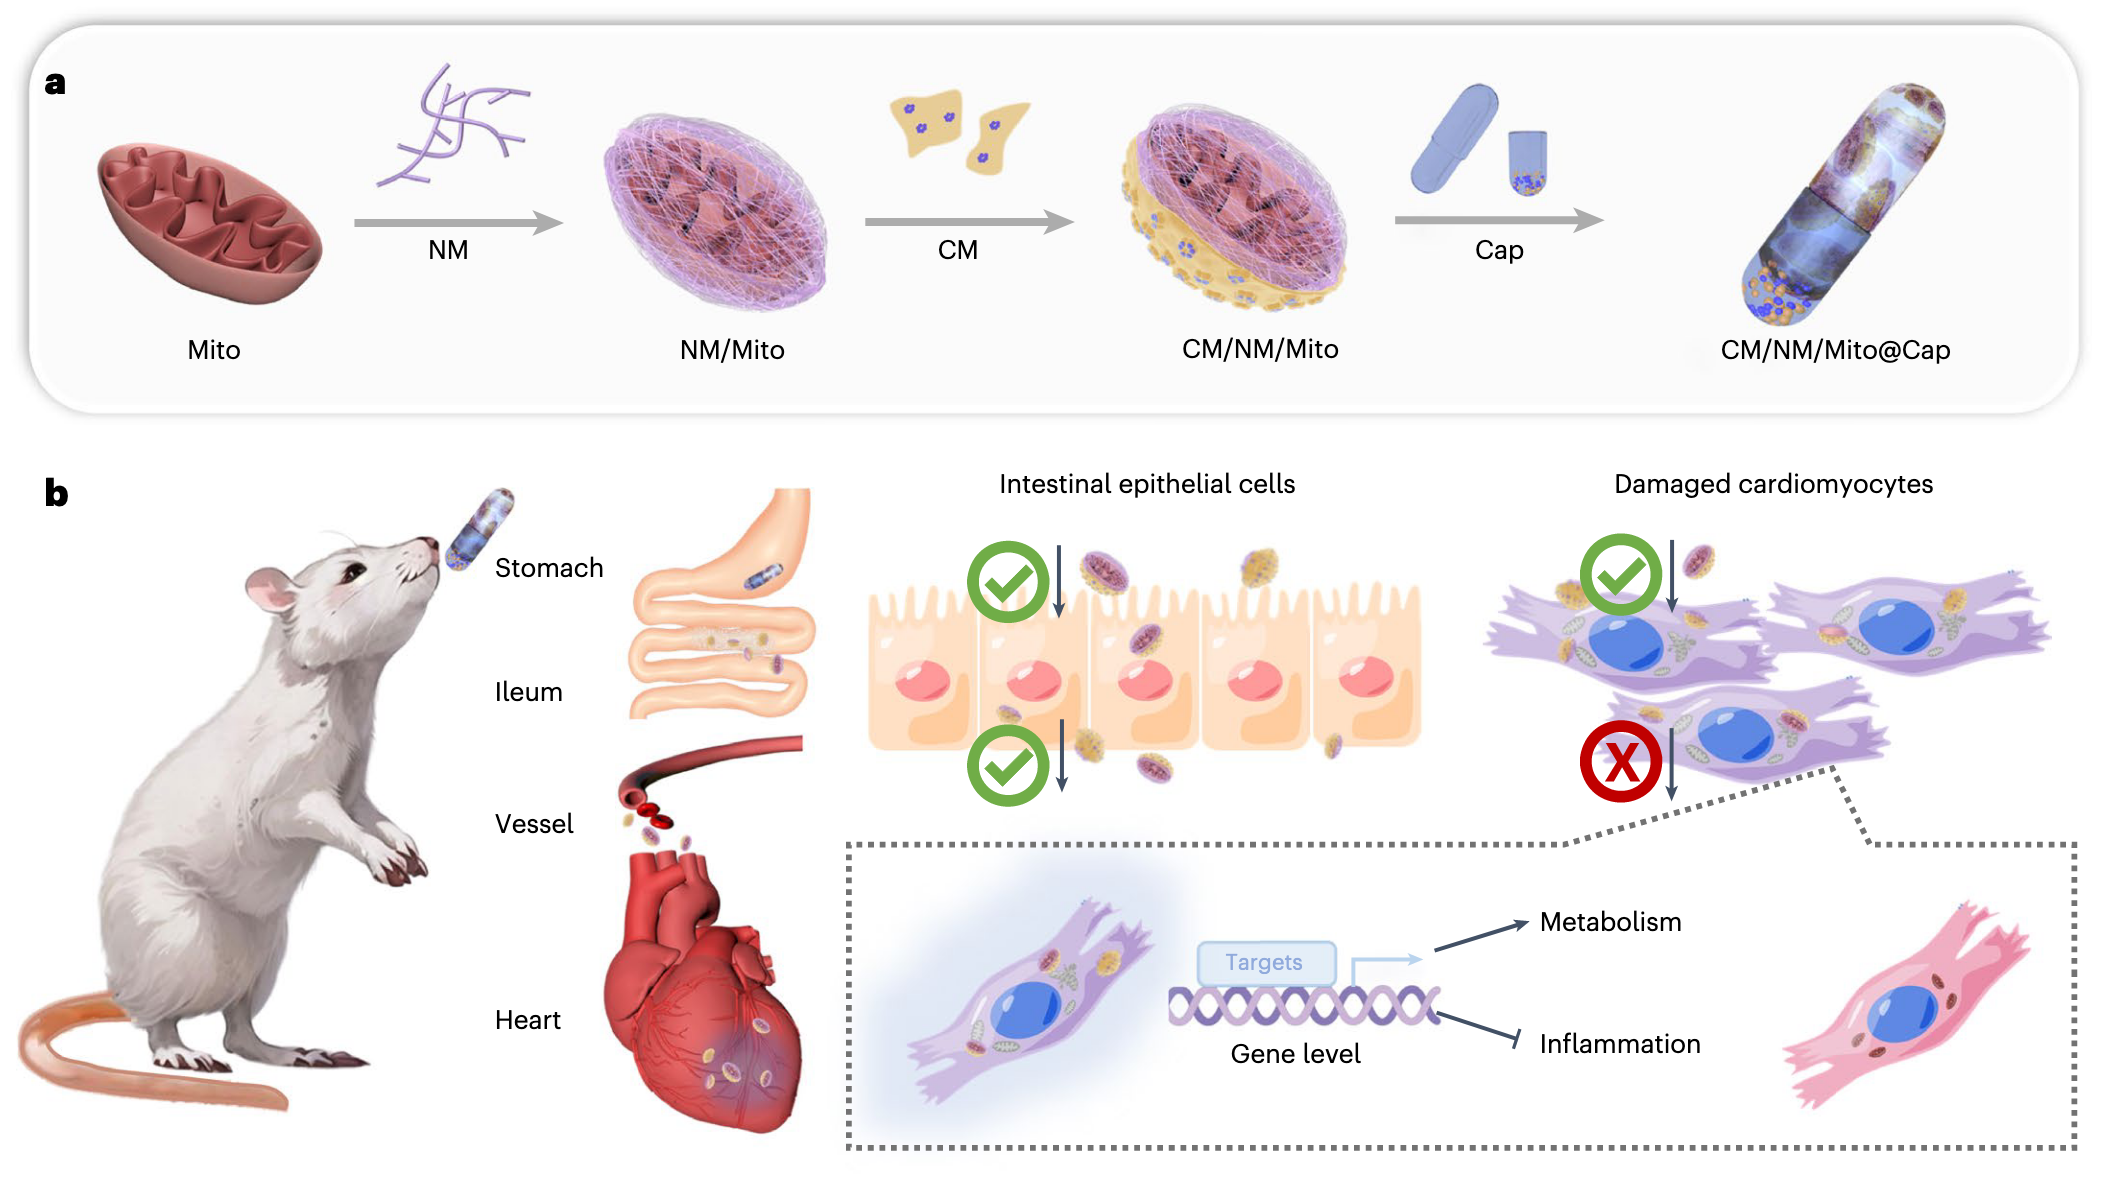 a
NM
CM
Cap
Mito
NM/Mito
CM/NM/Mito
CM/NM/Mito@Cap
b
Stomach
Ileum
Vessel
Heart
Intestinal epithelial cells
Damaged cardiomyocytes
X
Targets
Gene level
Metabolism
Inflammation